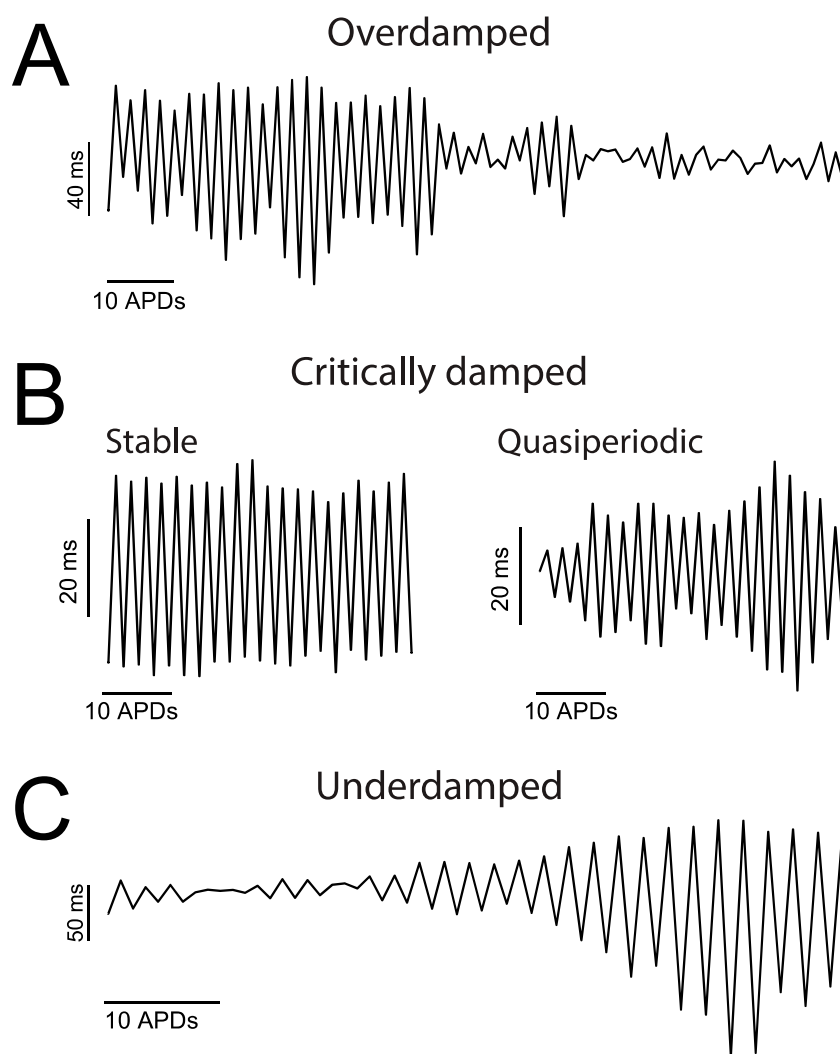 A
Overdamped
40 ms
10 APDs
B
Critically damped
Stable
Quasiperiodic
20 ms
20 ms
10 APDs
10 APDs
C
Underdamped
50 ms
10 APDs